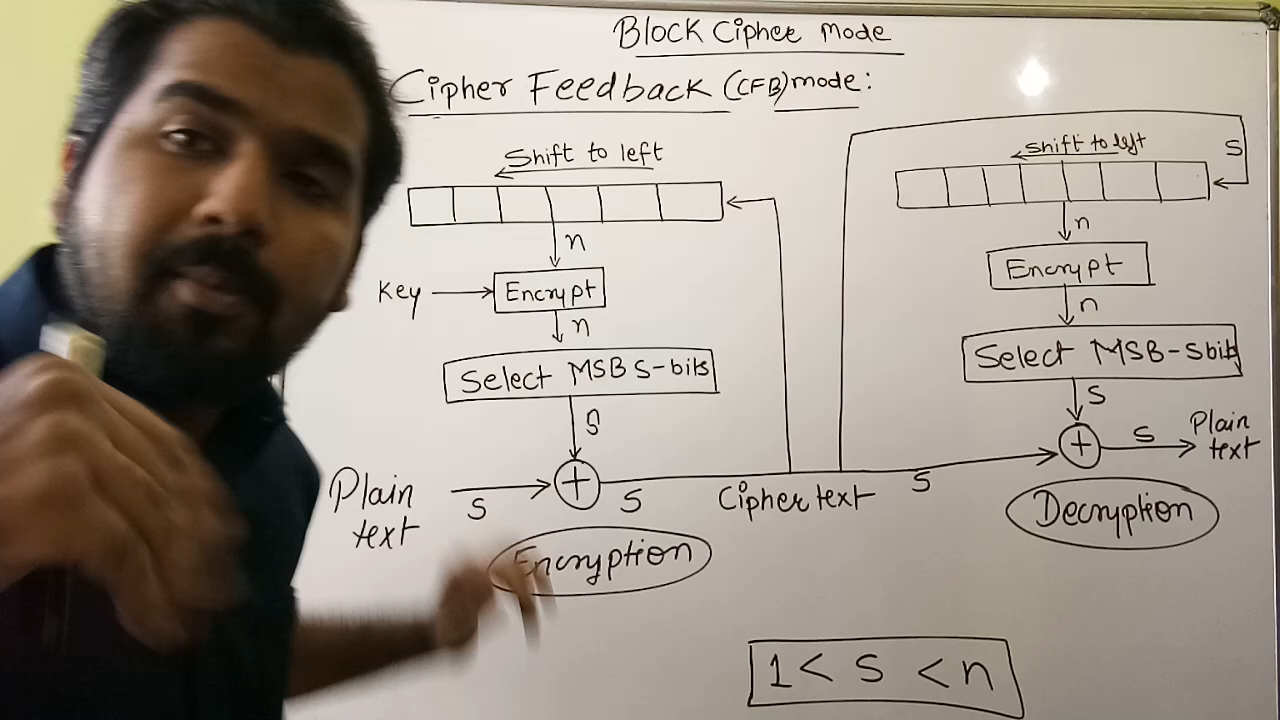 Block Cipher mode
Cipher Feedback (CFB) mode:
Shift to left
n
Key
Encrypt
n
Select MSB S-bits
S
Plain
text
S
+
S
Encryption
Cipher text
S
Shift to left
S
n
Encrypt
n
Select MSB-Sbits
S
+
S
Plain
text
Decryption
1 < S < n